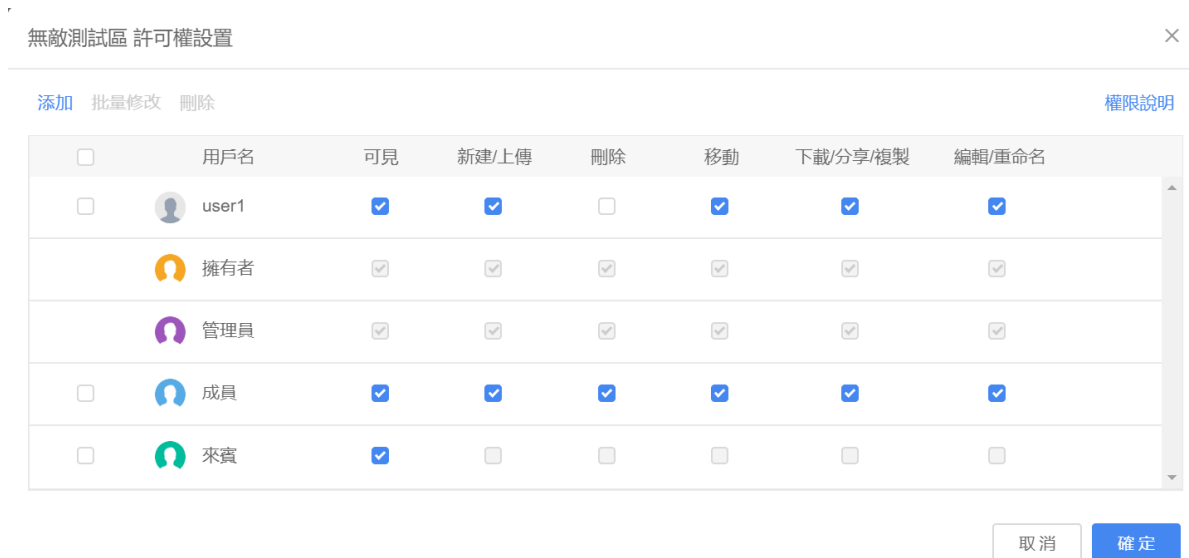 無敵測試區 許可權設置
添加 批量修改 刪除 權限說明
用戶名 可見 新建/上傳 刪除 移動 下載/分享/複製 編輯/重命名
user1
擁有者
管理員
成員
來賓
取消 確定